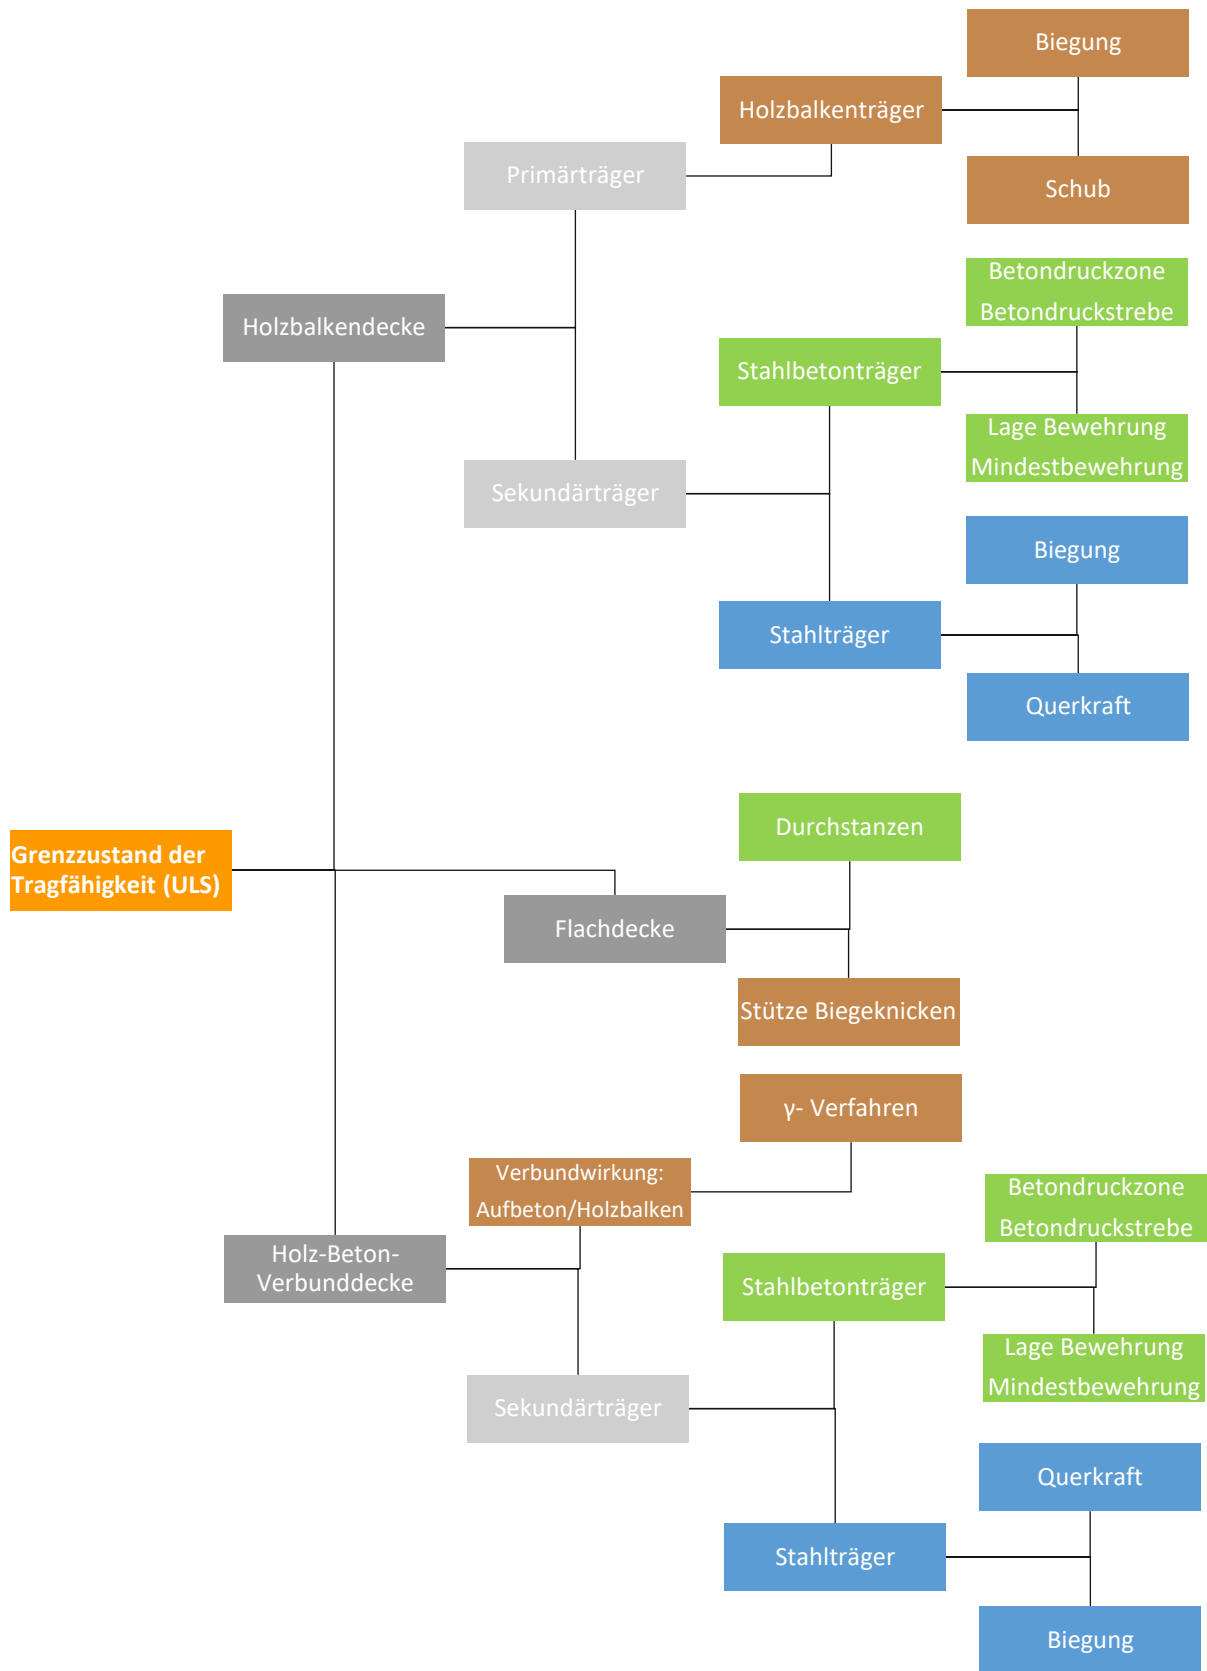 Biegung
Holzbalkenträger
Primärträger
Schub
Betondruckzone
Betondruckstrebe
Holzbalkendecke
Stahlbetonträger
Lage Bewehrung
Mindestbewehrung
Sekundärträger
Biegung
Stahlträger
Querkraft
Durchstanzen
Grenzzustand der
Tragfähigkeit (ULS)
Flachdecke
Stütze Biegeknicken
γ- Verfahren
Verbundwirkung:
Aufbeton/Holzbalken
Betondruckzone
Betondruckstrebe
Holz-Beton-
Verbunddecke
Stahlbetonträger
Lage Bewehrung
Mindestbewehrung
Sekundärträger
Querkraft
Stahlträger
Biegung